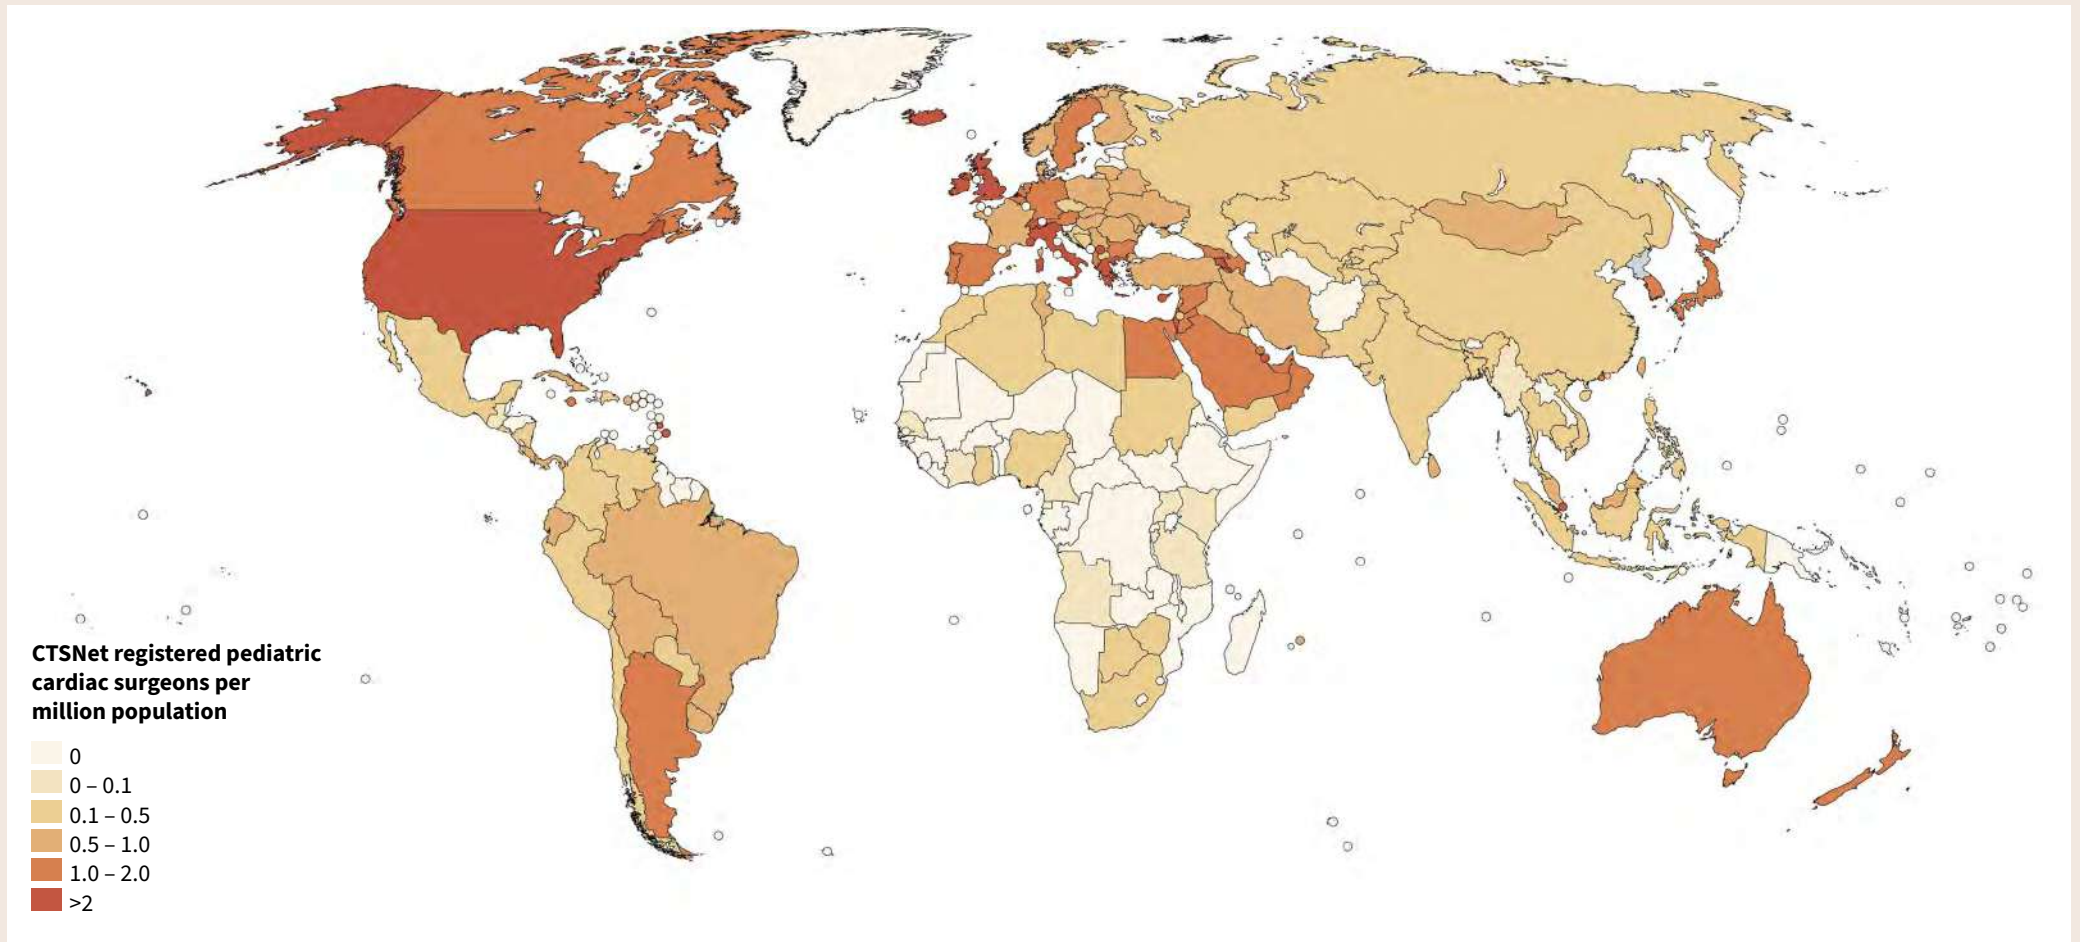 CTSNet registered pediatric
cardiac surgeons per
million population
0
0 – 0.1
0.1 – 0.5
0.5 – 1.0
1.0 – 2.0
>2